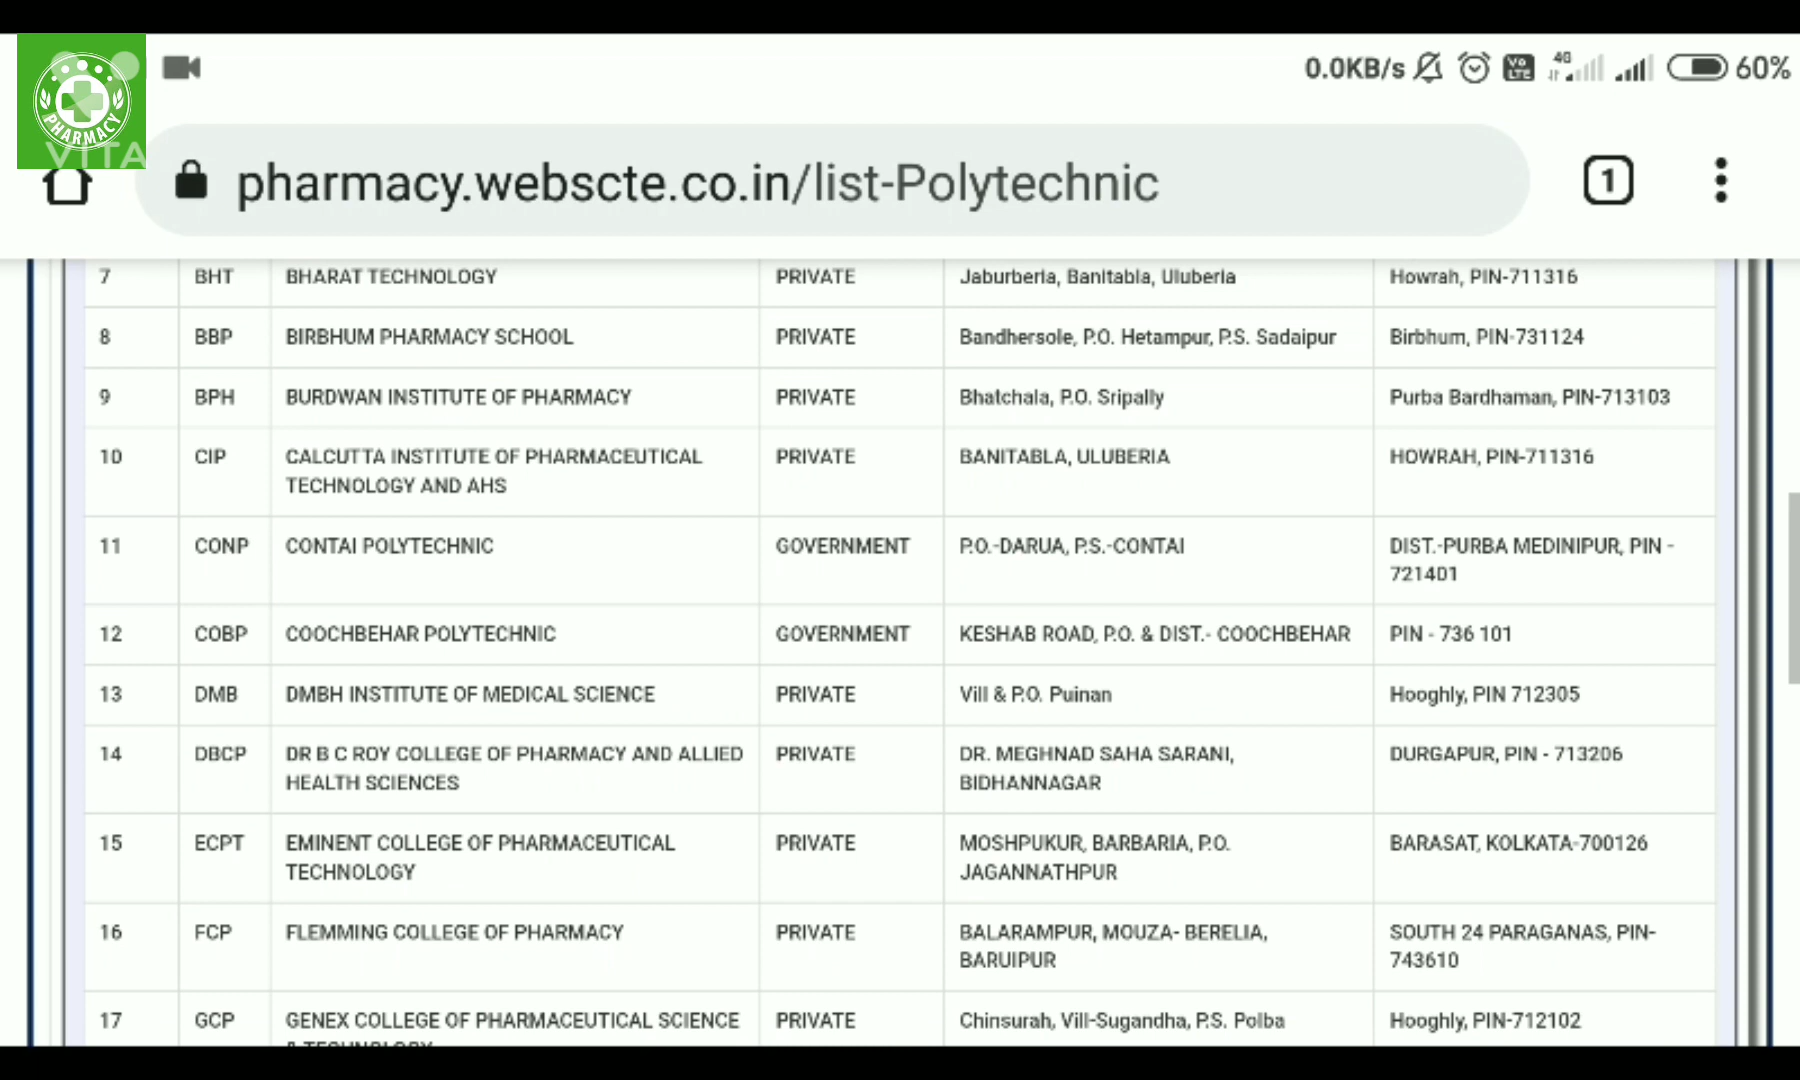 0.0KB/s VO LTE 4G 60%
PHARMACY
VITA
pharmacy.webscte.co.in/list-Polytechnic
1
7 BHT BHARAT TECHNOLOGY PRIVATE Jaburberia, Banitabla, Uluberia Howrah, PIN-711316
8 BBP BIRBHUM PHARMACY SCHOOL PRIVATE Bandhersole, P.O. Hetampur, P.S. Sadaipur Birbhum, PIN-731124
9 BPH BURDWAN INSTITUTE OF PHARMACY PRIVATE Bhatchala, P.O. Sripally Purba Bardhaman, PIN-713103
10 CIP CALCUTTA INSTITUTE OF PHARMACEUTICAL PRIVATE BANITABLA, ULUBERIA HOWRAH, PIN-711316
TECHNOLOGY AND AHS
11 CONP CONTAI POLYTECHNIC GOVERNMENT P.O.-DARUA, P.S.-CONTAI DIST.-PURBA MEDINIPUR, PIN -
721401
12 COBP COOCHBEHAR POLYTECHNIC GOVERNMENT KESHAB ROAD, P.O. & DIST.- COOCHBEHAR PIN - 736 101
13 DMB DMBH INSTITUTE OF MEDICAL SCIENCE PRIVATE Vill & P.O. Puinan Hooghly, PIN 712305
14 DBCP DR B C ROY COLLEGE OF PHARMACY AND ALLIED PRIVATE DR. MEGHNAD SAHA SARANI, DURGAPUR, PIN - 713206
HEALTH SCIENCES BIDHANNAGAR
15 ECPT EMINENT COLLEGE OF PHARMACEUTICAL PRIVATE MOSHPUKUR, BARBARIA, P.O. BARASAT, KOLKATA-700126
TECHNOLOGY JAGANNATHPUR
16 FCP FLEMMING COLLEGE OF PHARMACY PRIVATE BALARAMPUR, MOUZA- BERELIA, SOUTH 24 PARAGANAS, PIN-
BARUIPUR 743610
17 GCP GENEX COLLEGE OF PHARMACEUTICAL SCIENCE PRIVATE Chinsurah, Vill-Sugandha, P.S. Polba Hooghly, PIN-712102
& TECHNOLOGY